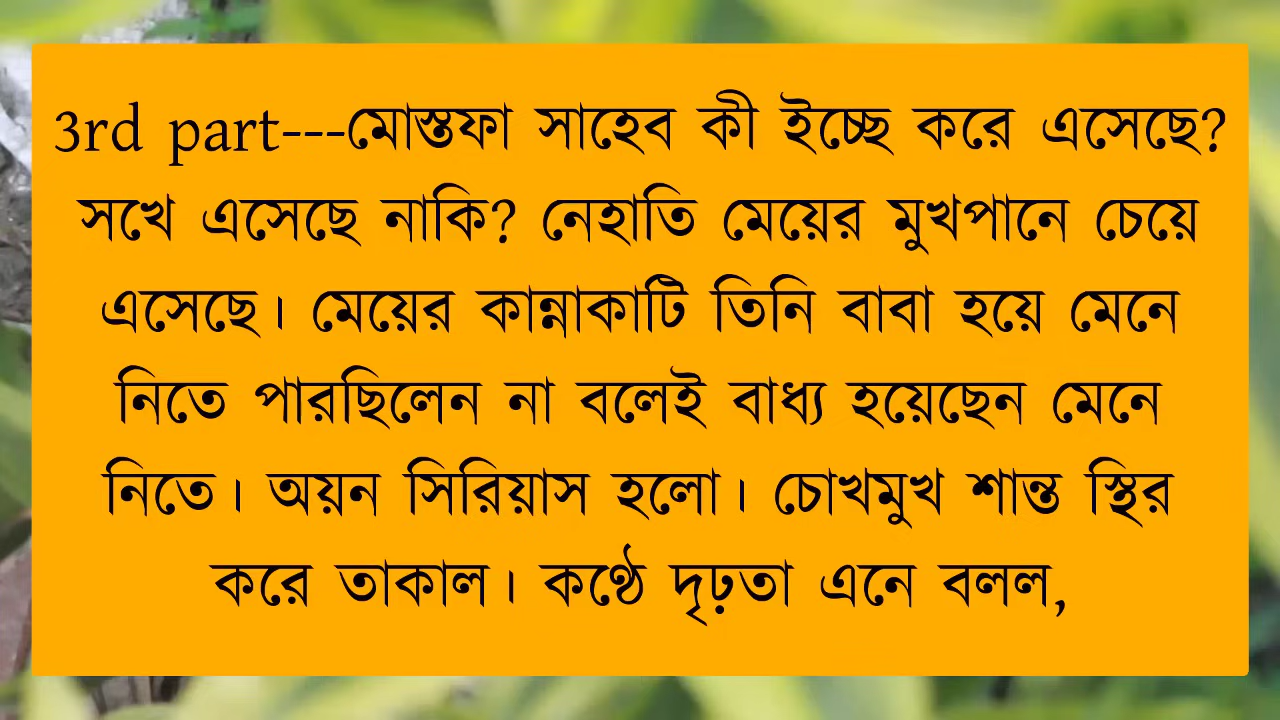 3rd part---মোস্তফা সাহেব কী ইচ্ছে করে এসেছে?
সখে এসেছে নাকি? নেহাতি মেয়ের মুখপানে চেয়ে
এসেছে। মেয়ের কান্নাকাটি তিনি বাবা হয়ে মেনে
নিতে পারছিলেন না বলেই বাধ্য হয়েছেন মেনে
নিতে। অয়ন সিরিয়াস হলো। চোখমুখ শান্ত স্থির
করে তাকাল। কণ্ঠে দৃঢ়তা এনে বলল,